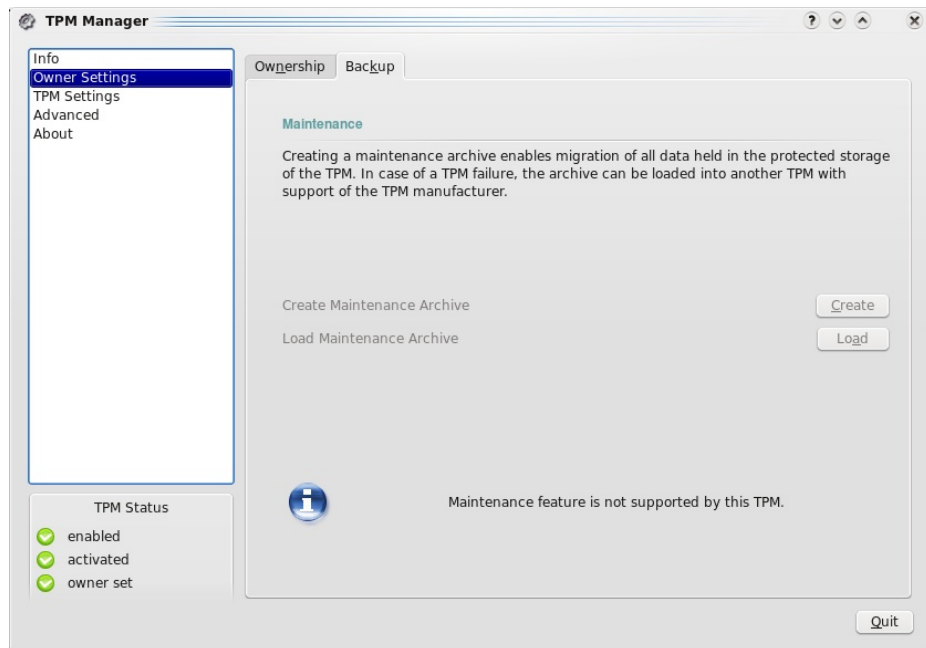 TPM Manager
Info
Owner Settings
TPM Settings
Advanced
About
Ownership Backup
Maintenance
Creating a maintenance archive enables migration of all data held in the protected storage
of the TPM. In case of a TPM failure, the archive can be loaded into another TPM with
support of the TPM manufacturer.
Create Maintenance Archive Create
Load Maintenance Archive Load
Maintenance feature is not supported by this TPM.
TPM Status
enabled
activated
owner set
Quit